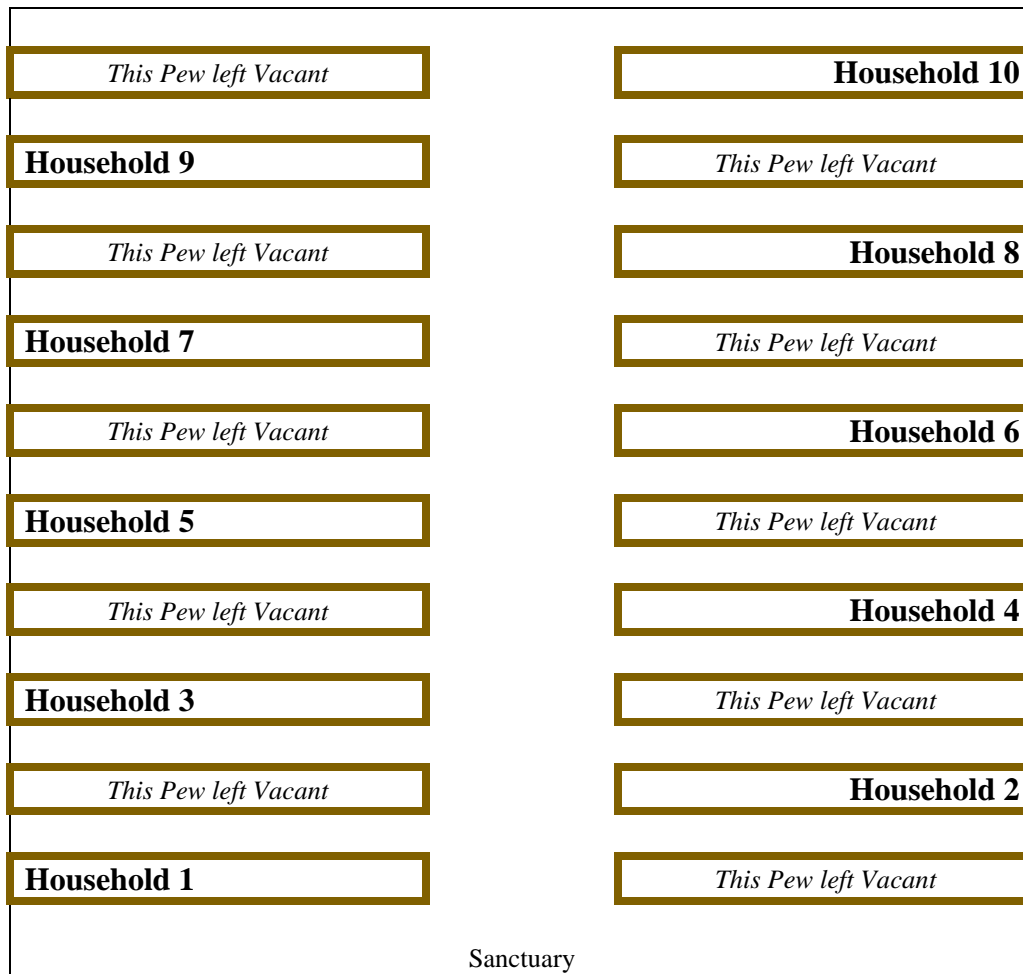 This Pew left Vacant
Household 10
Household 9
This Pew left Vacant
This Pew left Vacant
Household 8
Household 7
This Pew left Vacant
This Pew left Vacant
Household 6
Household 5
This Pew left Vacant
This Pew left Vacant
Household 4
Household 3
This Pew left Vacant
This Pew left Vacant
Household 2
Household 1
This Pew left Vacant
Sanctuary